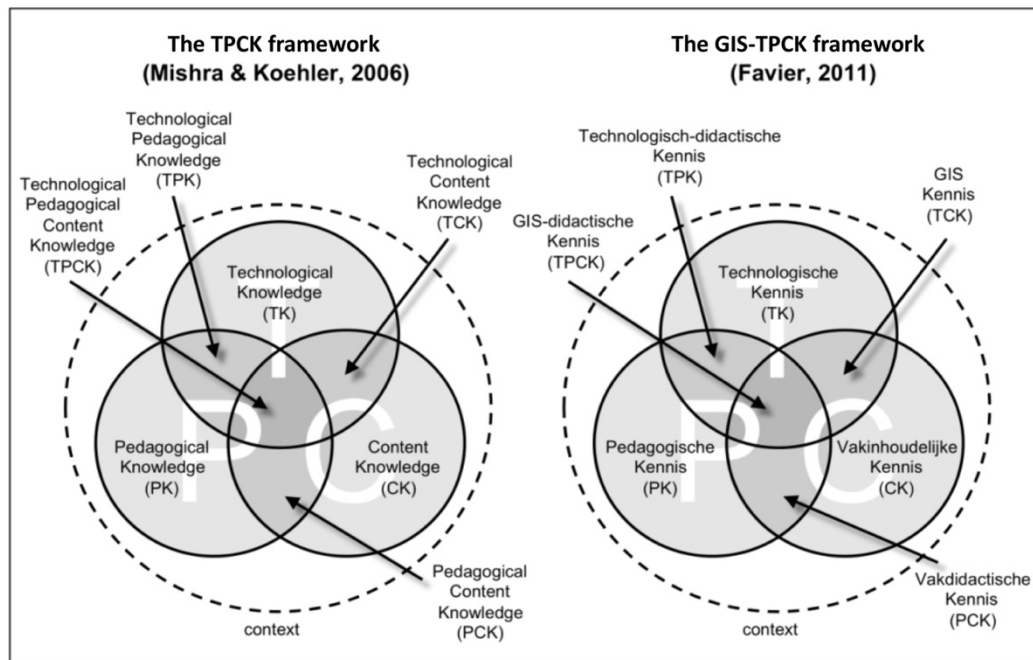 The TPCK framework
(Mishra & Koehler, 2006)
Technological
Pedagogical
Knowledge
(TPK)
Technological
Pedagogical
Content
Knowledge
(TPCK)
Technological
Content
Knowledge
(TCK)
Technological
Knowledge
(TK)
T
P C
Pedagogical
Knowledge
(PK)
Content
Knowledge
(CK)
Pedagogical
Content
Knowledge
(PCK)
context
The GIS-TPCK framework
(Favier, 2011)
Technologisch-didactische
Kennis
(TPK)
GIS-didactische
Kennis
(TPCK)
GIS
Kennis
(TCK)
Technologische
Kennis
(TK)
T
P C
Pedagogische
Kennis
(PK)
Vakinhoudelijke
Kennis
(CK)
Vakdidactische
Kennis
(PCK)
context